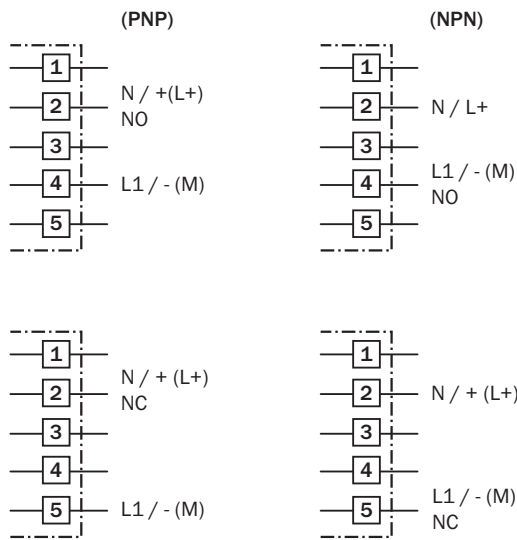 (PNP)
1
2
3
4
5
N / +(L+)
NO
L1 / - (M)
(NPN)
1
2
3
4
5
N / L+
L1 / - (M)
NO
1
2
3
4
5
N / + (L+)
NC
L1 / - (M)
1
2
3
4
5
N / + (L+)
L1 / - (M)
NC